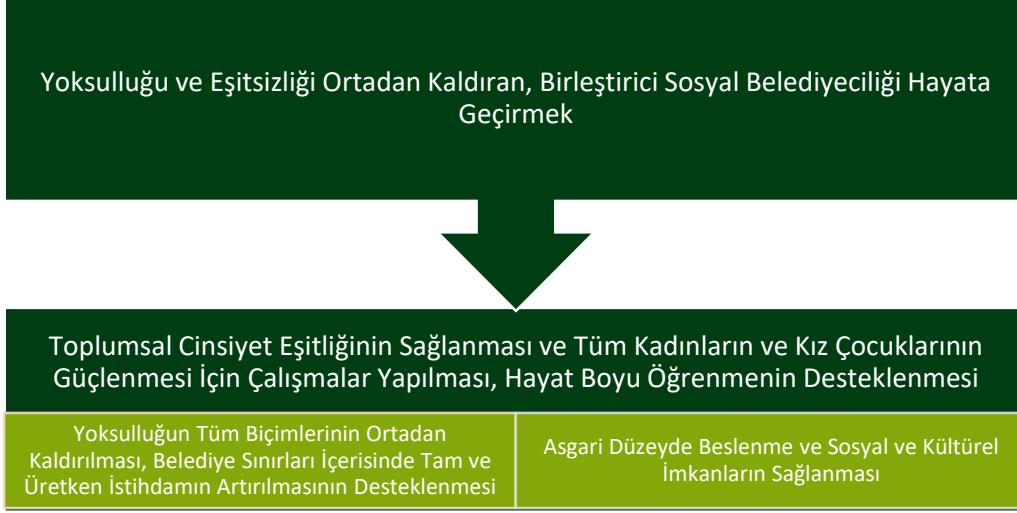 Yoksulluğu ve Eşitsizliği Ortadan Kaldıran, Birleştirici Sosyal Belediyeciliği Hayata
Geçirmek
Toplumsal Cinsiyet Eşitliğinin Sağlanması ve Tüm Kadınların ve Kız Çocuklarının
Güçlenmesi İçin Çalışmalar Yapılması, Hayat Boyu Öğrenmenin Desteklenmesi
Yoksulluğun Tüm Biçimlerinin Ortadan
Kaldırılması, Belediye Sınırları İçerisinde Tam ve
Üretken İstihdamın Artırılmasının Desteklenmesi
Asgari Düzeyde Beslenme ve Sosyal ve Kültürel
İmkanların Sağlanması